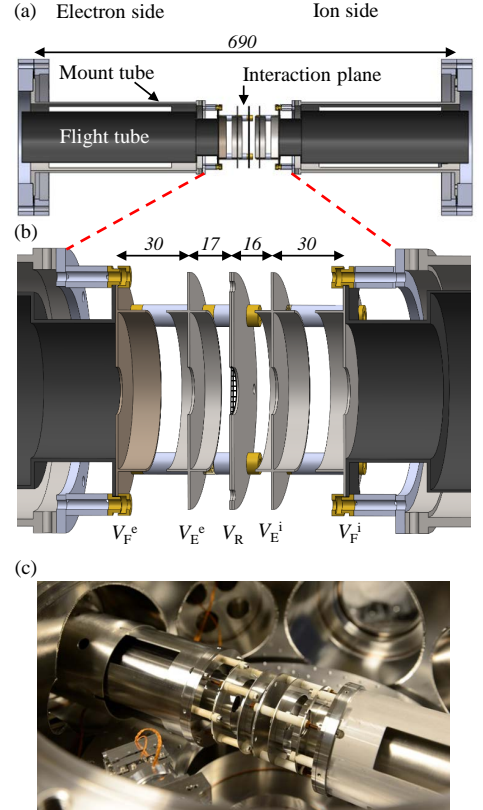 (a) Electron side Ion side
690
Mount tube Interaction plane
Flight tube
(b) 30 17 16 30
V_F^e V_E^e V_R V_E^i V_F^i
(c)